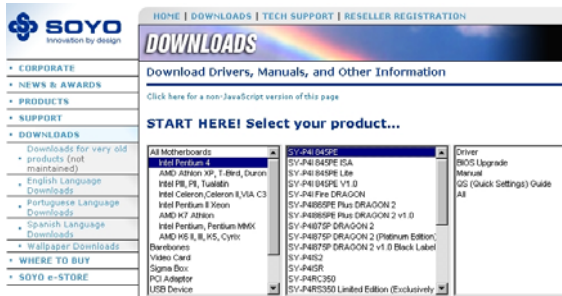 SOYO
Innovation by design
HOME | DOWNLOADS | TECH SUPPORT | RESELLER REGISTRATION
DOWNLOADS
• CORPORATE
• NEWS & AWARDS
• PRODUCTS
• SUPPORT
• DOWNLOADS
Downloads for very old
• products (not
maintained)
• English Language
Downloads
• Portuguese Language
Downloads
• Spanish Language
Downloads
• Wallpaper Downloads
• WHERE TO BUY
• SOYO e-STORE
Download Drivers, Manuals, and Other Information
Click here for a non-JavaScript version of this page
START HERE! Select your product...
All Motherboards
Intel Pentium 4
AMD Athlon XP, T-Bird, Duron
Intel PIII, PII, Tualatin
Intel Celeron,Celeron II,VIA C3
Intel Pentium II Xeon
AMD K7 Athlon
Intel Pentium, Pentium MMX
AMD K6 II, III, K5, Cyrix
Barebones
Video Card
Sigma Box
PCI Adaptor
USB Device
SY-P4I 845PE
SY-P4I 845PE ISA
SY-P4I 845PE Lite
SY-P4I 845PE V1.0
SY-P4I Fire DRAGON
SY-P4I865PE Plus DRAGON 2
SY-P4I865PE Plus DRAGON 2 v1.0
SY-P4I875P DRAGON 2
SY-P4I875P DRAGON 2 (Platinum Edition)
SY-P4I875P DRAGON 2 v1.0 Black Label
SY-P4IS2
SY-P4ISR
SY-P4RC350
SY-P4RS350 Limited Edition (Exclusively
Driver
BIOS Upgrade
Manual
QS (Quick Settings) Guide
All